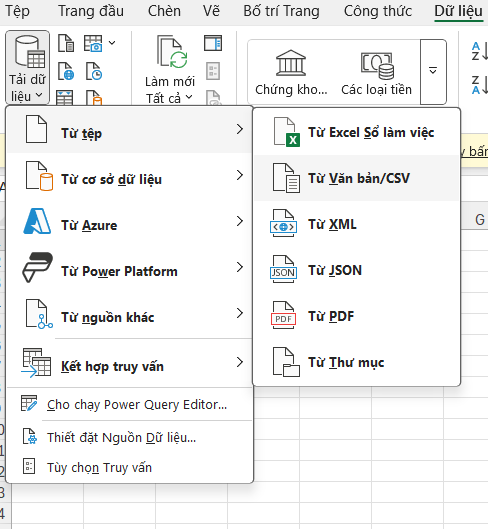 Tệp Trang đầu Chèn Vẽ Bố trí Trang Công thức Dữ liệu
Tải dữ
liệu
Làm mới
Tất cả
Chứng kho...
Các loại tiền
Từ tệp
Từ cơ sở dữ liệu
Từ Azure
Từ Power Platform
Từ nguồn khác
Kết hợp truy vấn
Cho chạy Power Query Editor...
Thiết đặt Nguồn Dữ liệu...
Tùy chọn Truy vấn
Từ Excel Sổ làm việc
Từ Văn bản/CSV
Từ XML
Từ JSON
PDF
Từ PDF
Từ Thư mục
G